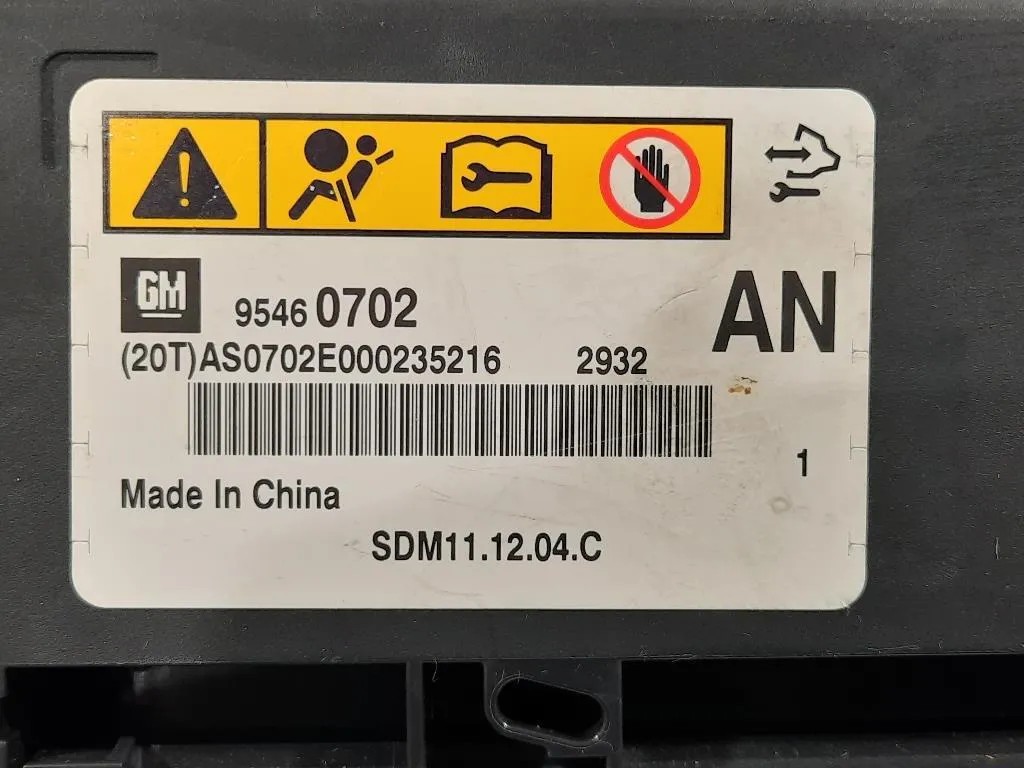 GM 9546 0702
AN
(20T)AS0702E000235216 2932
1
Made In China
SDM11.12.04.C